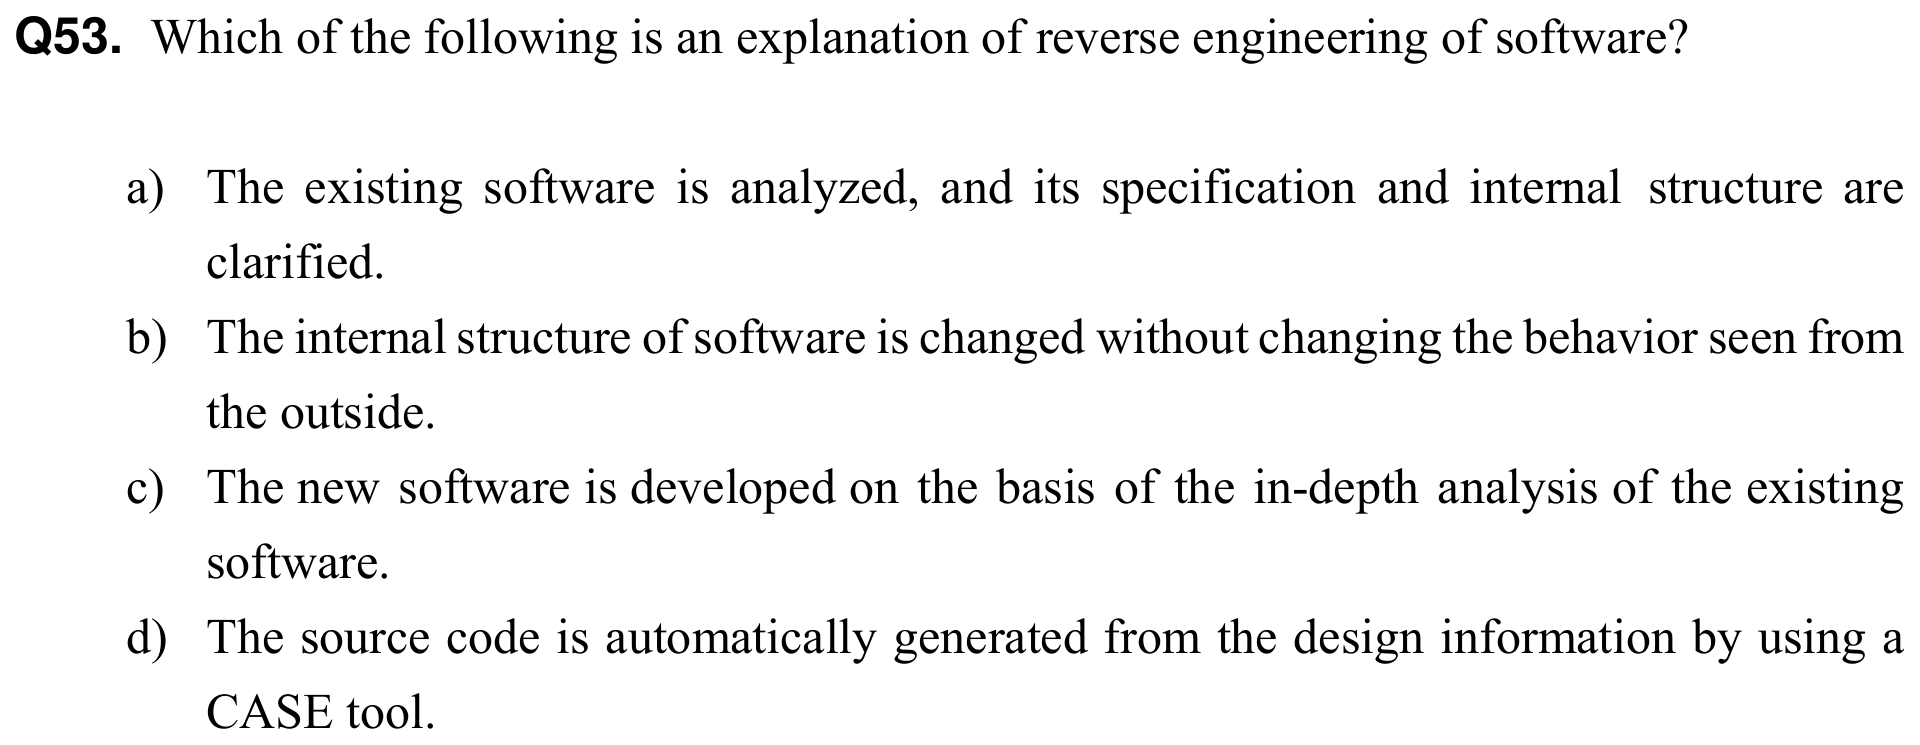 Q53. Which of the following is an explanation of reverse engineering of software?
a) The existing software is analyzed, and its specification and internal structure are
clarified.
b) The internal structure of software is changed without changing the behavior seen from
the outside.
c) The new software is developed on the basis of the in-depth analysis of the existing
software.
d) The source code is automatically generated from the design information by using a
CASE tool.